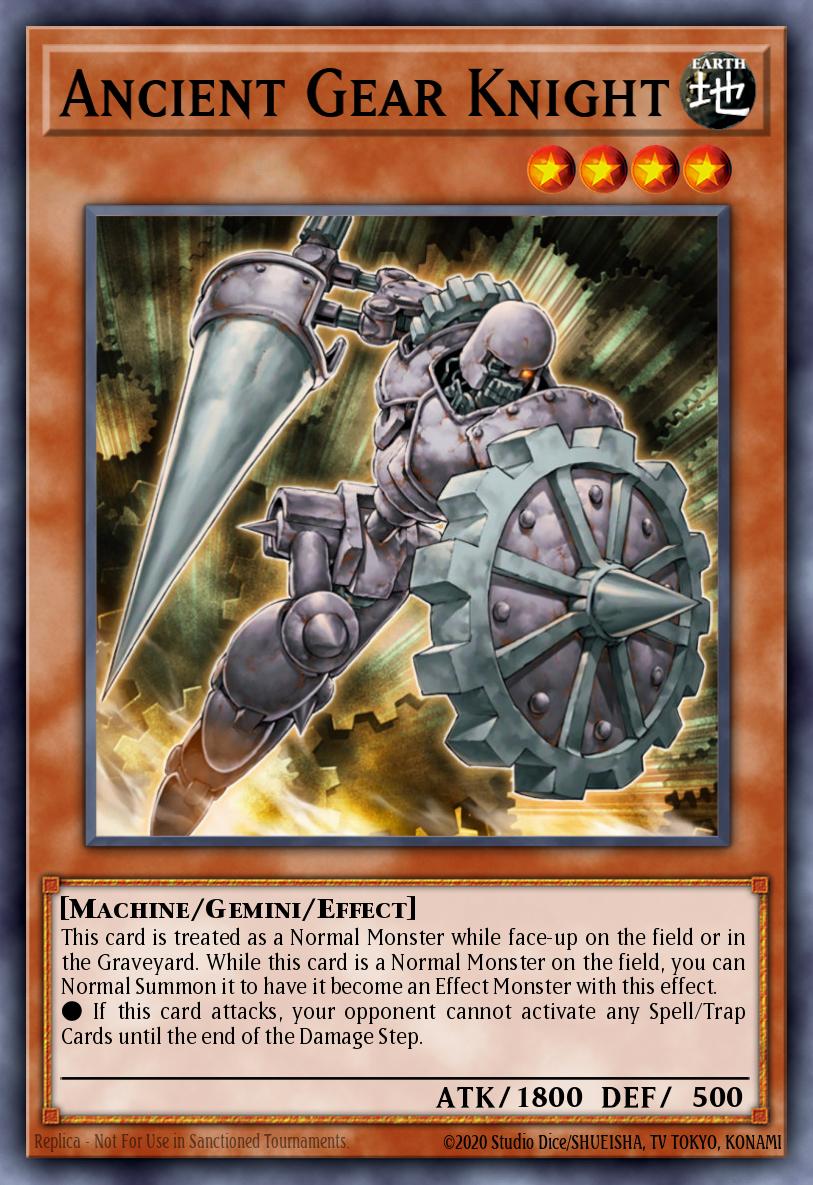 Ancient Gear Knight
EARTH
地
[Machine/Gemini/Effect]
This card is treated as a Normal Monster while face-up on the field or in
the Graveyard. While this card is a Normal Monster on the field, you can
Normal Summon it to have it become an Effect Monster with this effect.
● If this card attacks, your opponent cannot activate any Spell/Trap
Cards until the end of the Damage Step.
ATK/1800 DEF/ 500
Replica - Not For Use in Sanctioned Tournaments.
©2020 Studio Dice/SHUEISHA, TV TOKYO, KONAMI